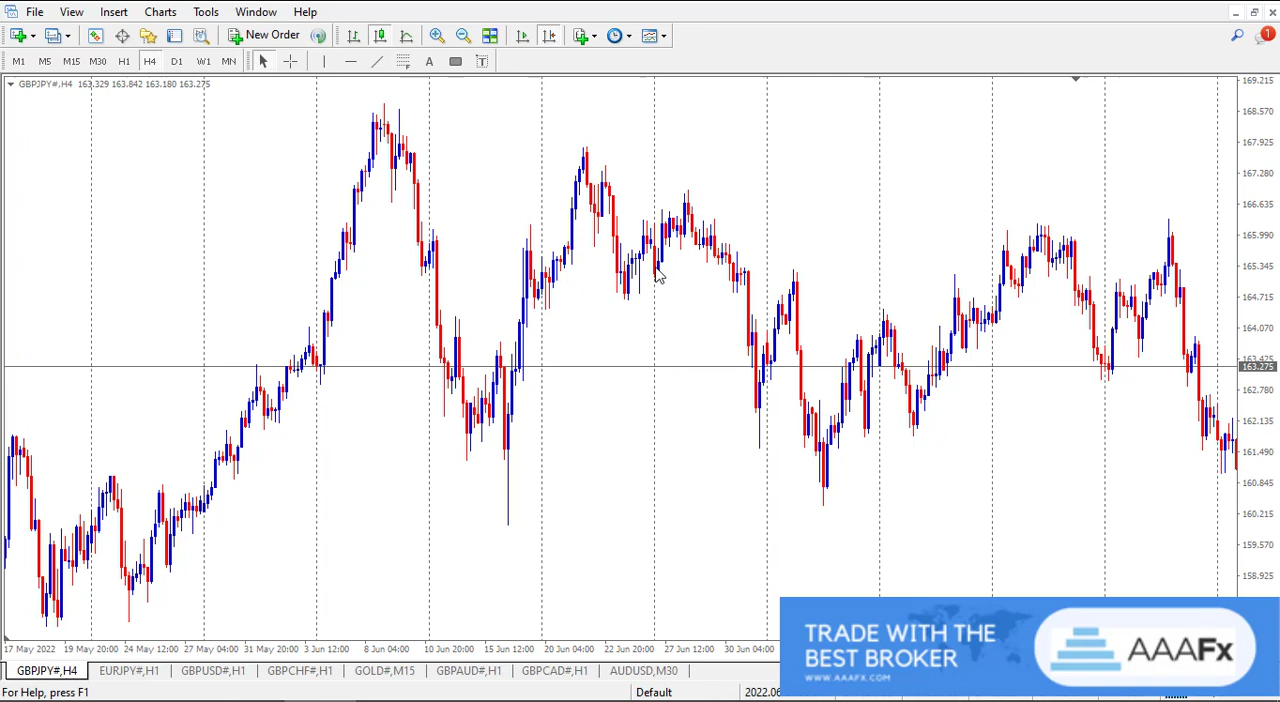 File View Insert Charts Tools Window Help
New Order 1
M1 M5 M15 M30 H1 H4 D1 W1 MN A T
GBPJPY#,H4 163.329 163.842 163.180 163.275
169.215
168.570
167.925
167.280
166.635
165.990
165.345
164.715
164.070
163.425
163.275
162.780
162.135
161.490
160.845
160.215
159.570
158.925
17 May 2022 19 May 20:00 24 May 12:00 27 May 04:00 31 May 20:00 3 Jun 12:00 8 Jun 04:00 10 Jun 20:00 15 Jun 12:00 20 Jun 04:00 22 Jun 20:00 27 Jun 12:00 30 Jun 04:00
TRADE WITH THE
BEST BROKER
WWW.AAAFX.COM
AAAFx
GBPJPY#,H4 EURJPY#,H1 GBPUSD#,H1 GBPCHF#,H1 GOLD#,M15 GBPAUD#,H1 GBPCAD#,H1 AUDUSD,M30
For Help, press F1 Default